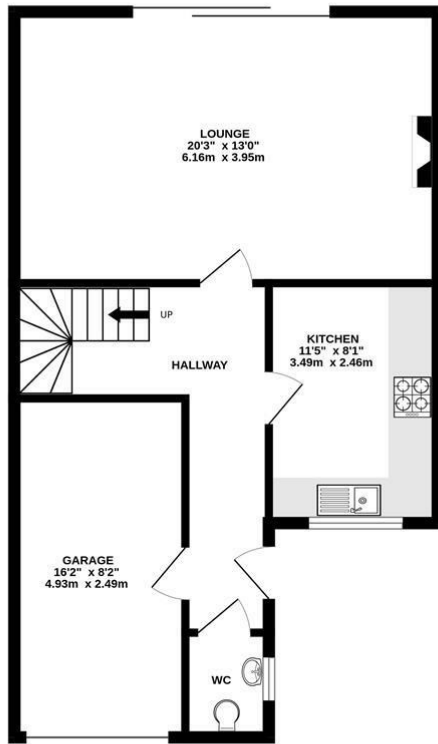 LOUNGE
20'3" x 13'0"
6.16m x 3.95m
UP
HALLWAY
KITCHEN
11'5" x 8'1"
3.49m x 2.46m
GARAGE
16'2" x 8'2"
4.93m x 2.49m
WC